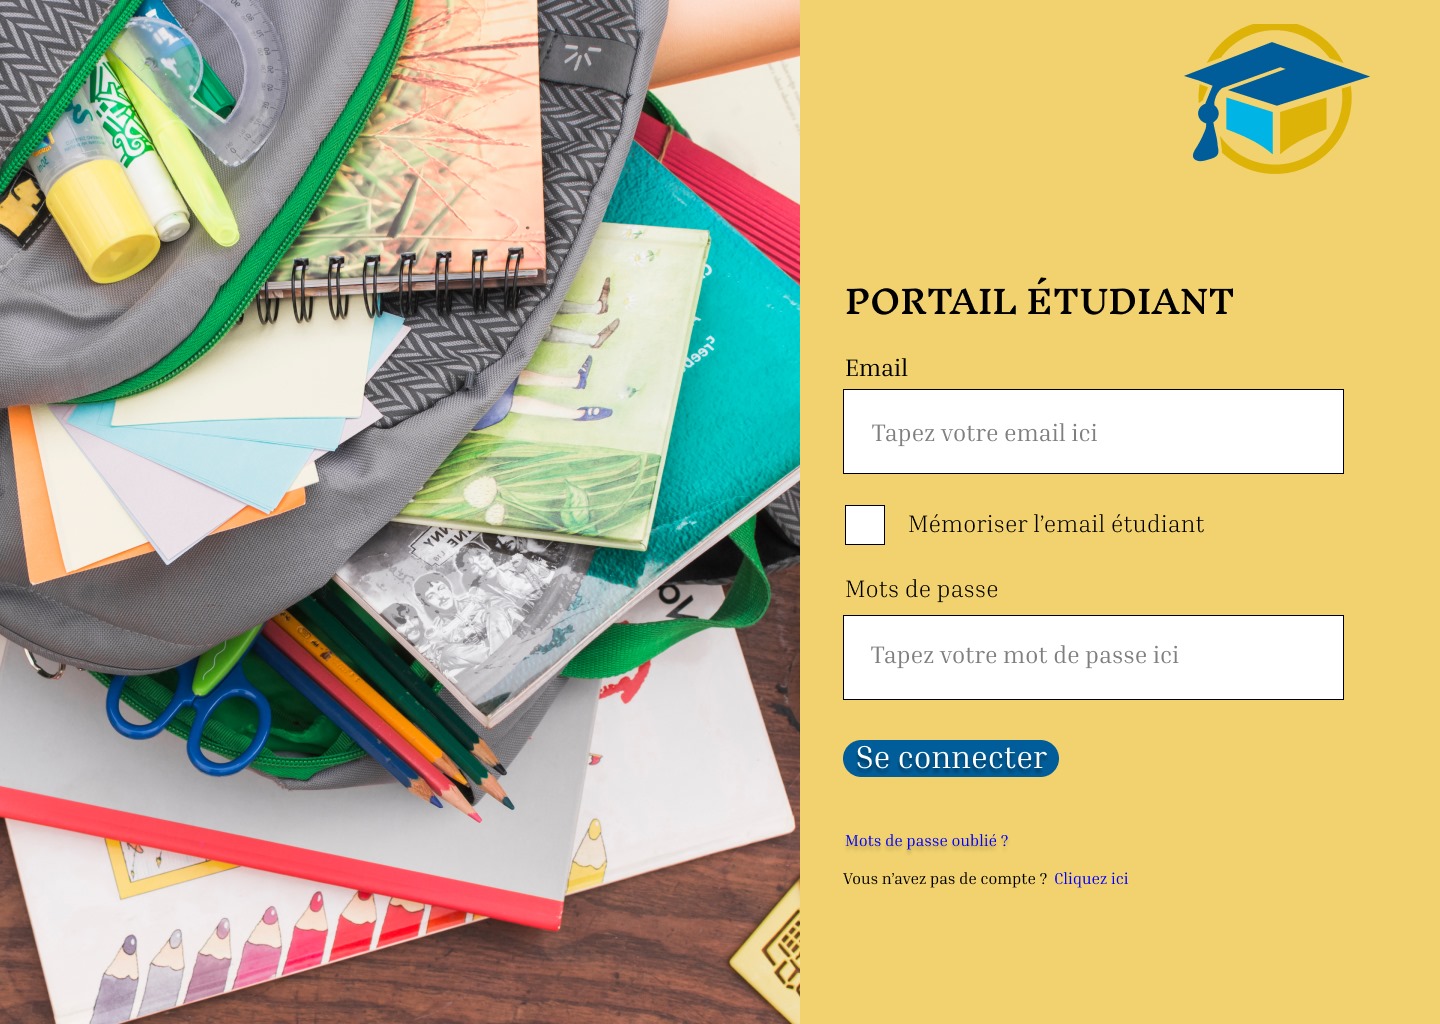 PORTAIL ÉTUDIANT
Email
Tapez votre email ici
Mémoriser l’email étudiant
Mots de passe
Tapez votre mot de passe ici
Se connecter
Mots de passe oublié ?
Vous n’avez pas de compte ? Cliquez ici